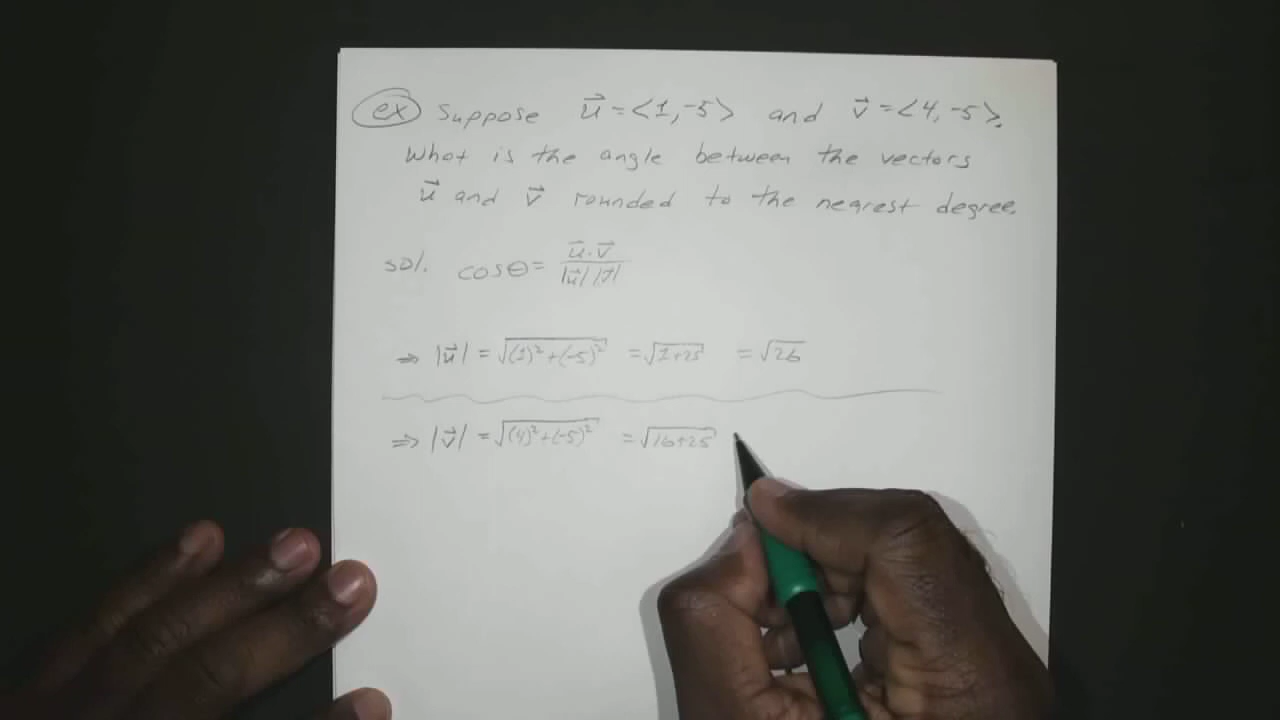 ex Suppose u⃗ = <1, -5> and v⃗ = <4, -5>.
What is the angle between the vectors
u⃗ and v⃗ rounded to the nearest degree.
sol. cosθ = u⃗·v⃗ / |u⃗| |v⃗|
⇒ |u⃗| = √((1)² + (-5)²) = √(1+25) = √26
⇒ |v⃗| = √((4)² + (-5)²) = √(16+25)